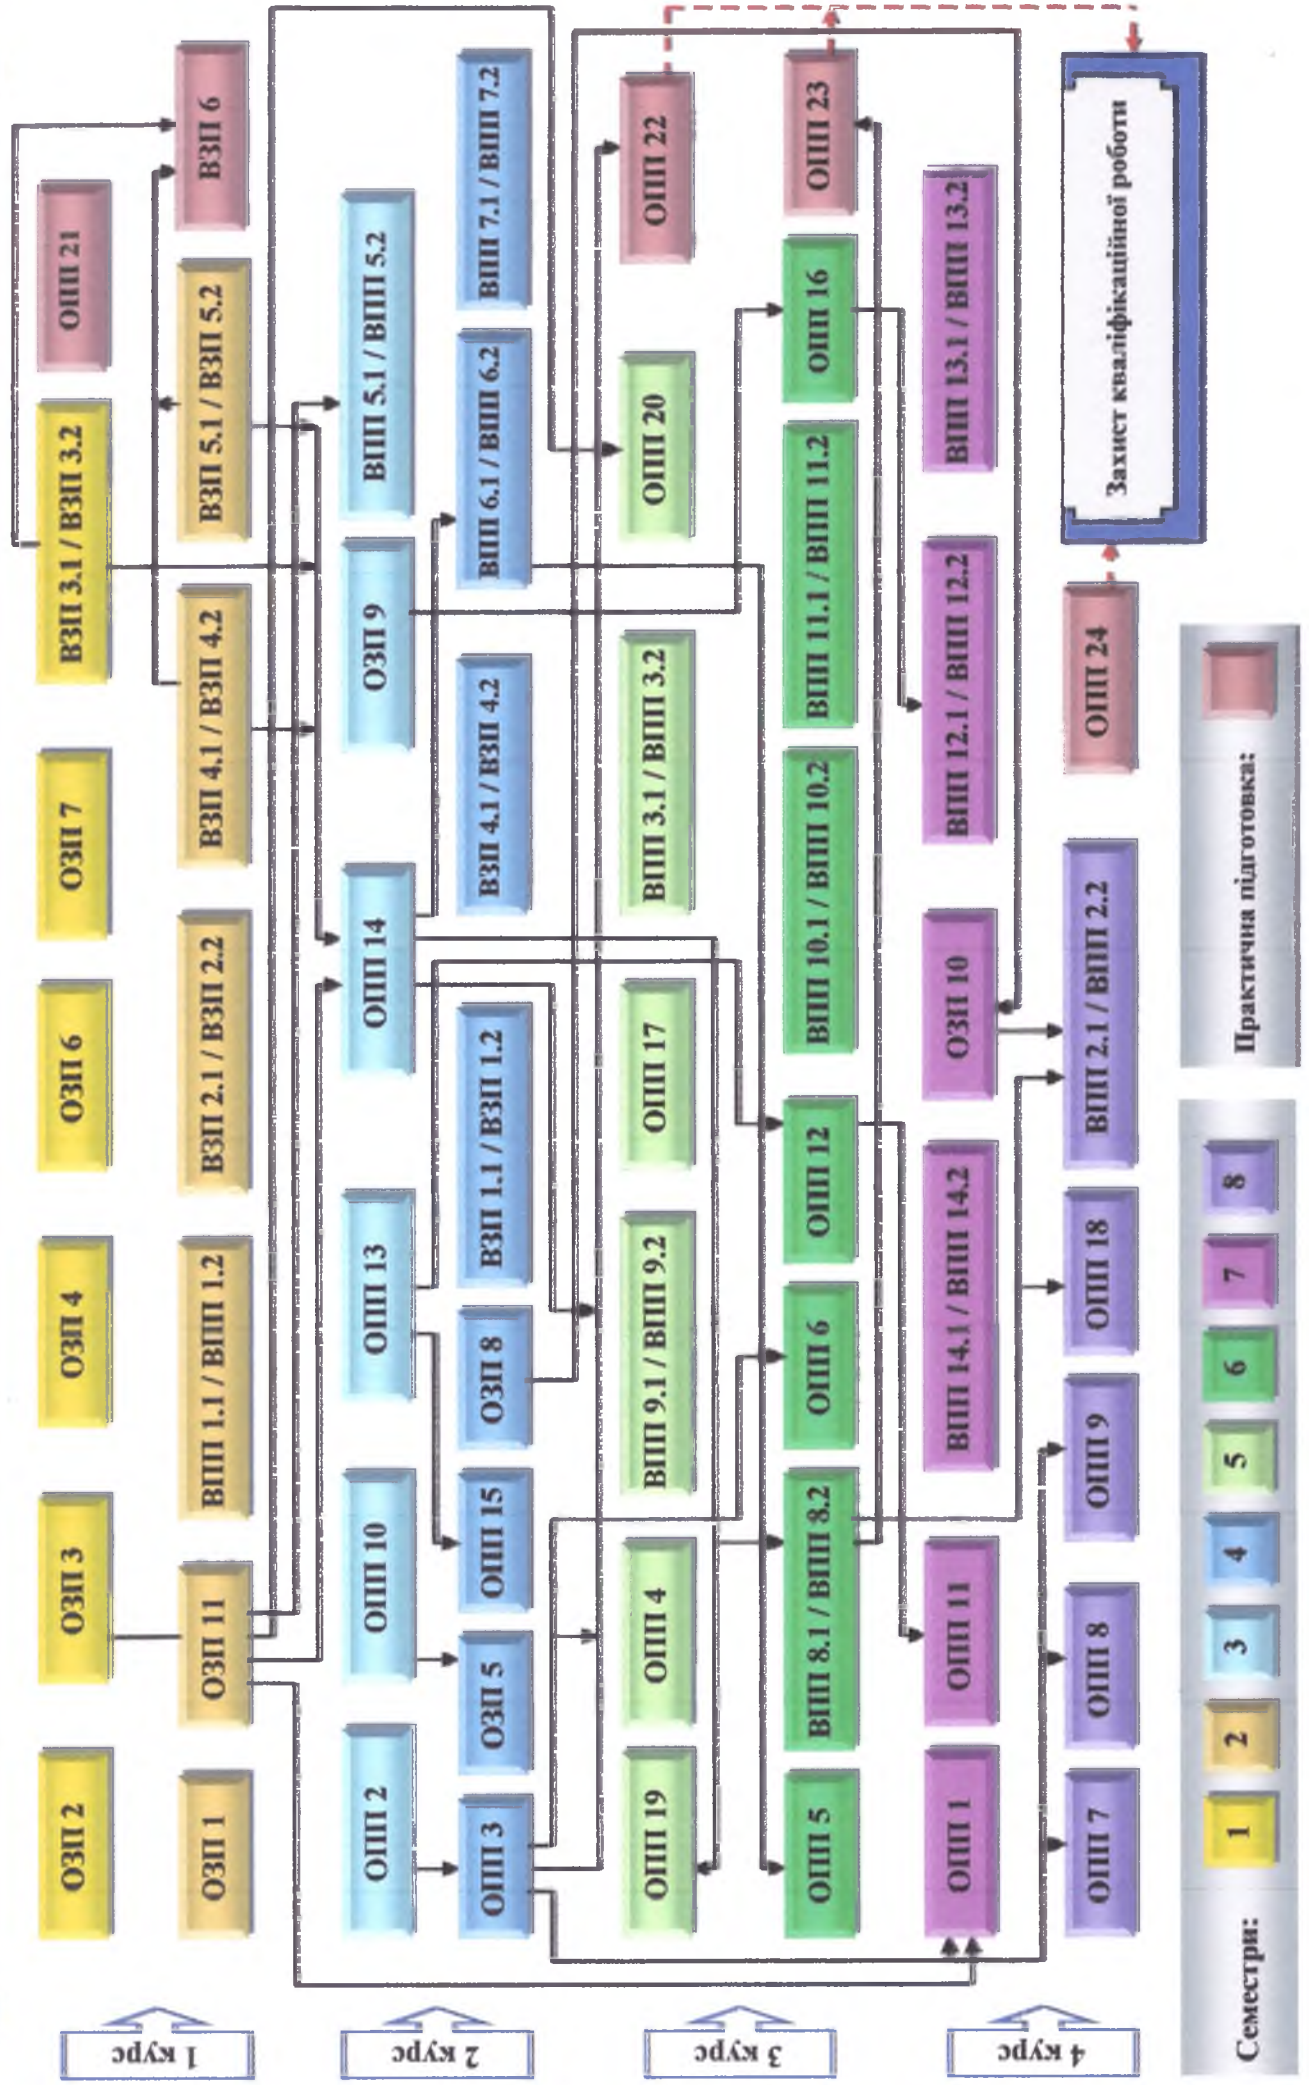 1 курс
ОЗП 2
ОЗП 3
ОЗП 4
ОЗП 6
ОЗП 7
ВЗП 3.1 / ВЗП 3.2
ОПП 21
ОЗП 1
ОЗП 11
ВПП 1.1 / ВПП 1.2
ВЗП 2.1 / ВЗП 2.2
ВЗП 4.1 / ВЗП 4.2
ВЗП 5.1 / ВЗП 5.2
ВЗП 6
2 курс
ОПП 2
ОПП 10
ОПП 13
ОПП 14
ОЗП 9
ВПП 5.1 / ВПП 5.2
ОПП 3
ОЗП 5
ОПП 15
ОЗП 8
ВЗП 1.1 / ВЗП 1.2
ВЗП 4.1 / ВЗП 4.2
ВПП 6.1 / ВПП 6.2
ВПП 7.1 / ВПП 7.2
3 курс
ОПП 19
ОПП 4
ВПП 9.1 / ВПП 9.2
ОПП 17
ВПП 3.1 / ВПП 3.2
ОПП 20
ОПП 22
ОПП 5
ВПП 8.1 / ВПП 8.2
ОПП 6
ОПП 12
ВПП 10.1 / ВПП 10.2
ВПП 11.1 / ВПП 11.2
ОПП 16
ОПП 23
4 курс
ОПП 1
ОПП 11
ВПП 14.1 / ВПП 14.2
ОЗП 10
ВПП 12.1 / ВПП 12.2
ВПП 13.1 / ВПП 13.2
ОПП 7
ОПП 8
ОПП 9
ОПП 18
ВПП 2.1 / ВПП 2.2
ОПП 24
Захист кваліфікаційної роботи
Семестри:
1
2
3
4
5
6
7
8
Практична підготовка: